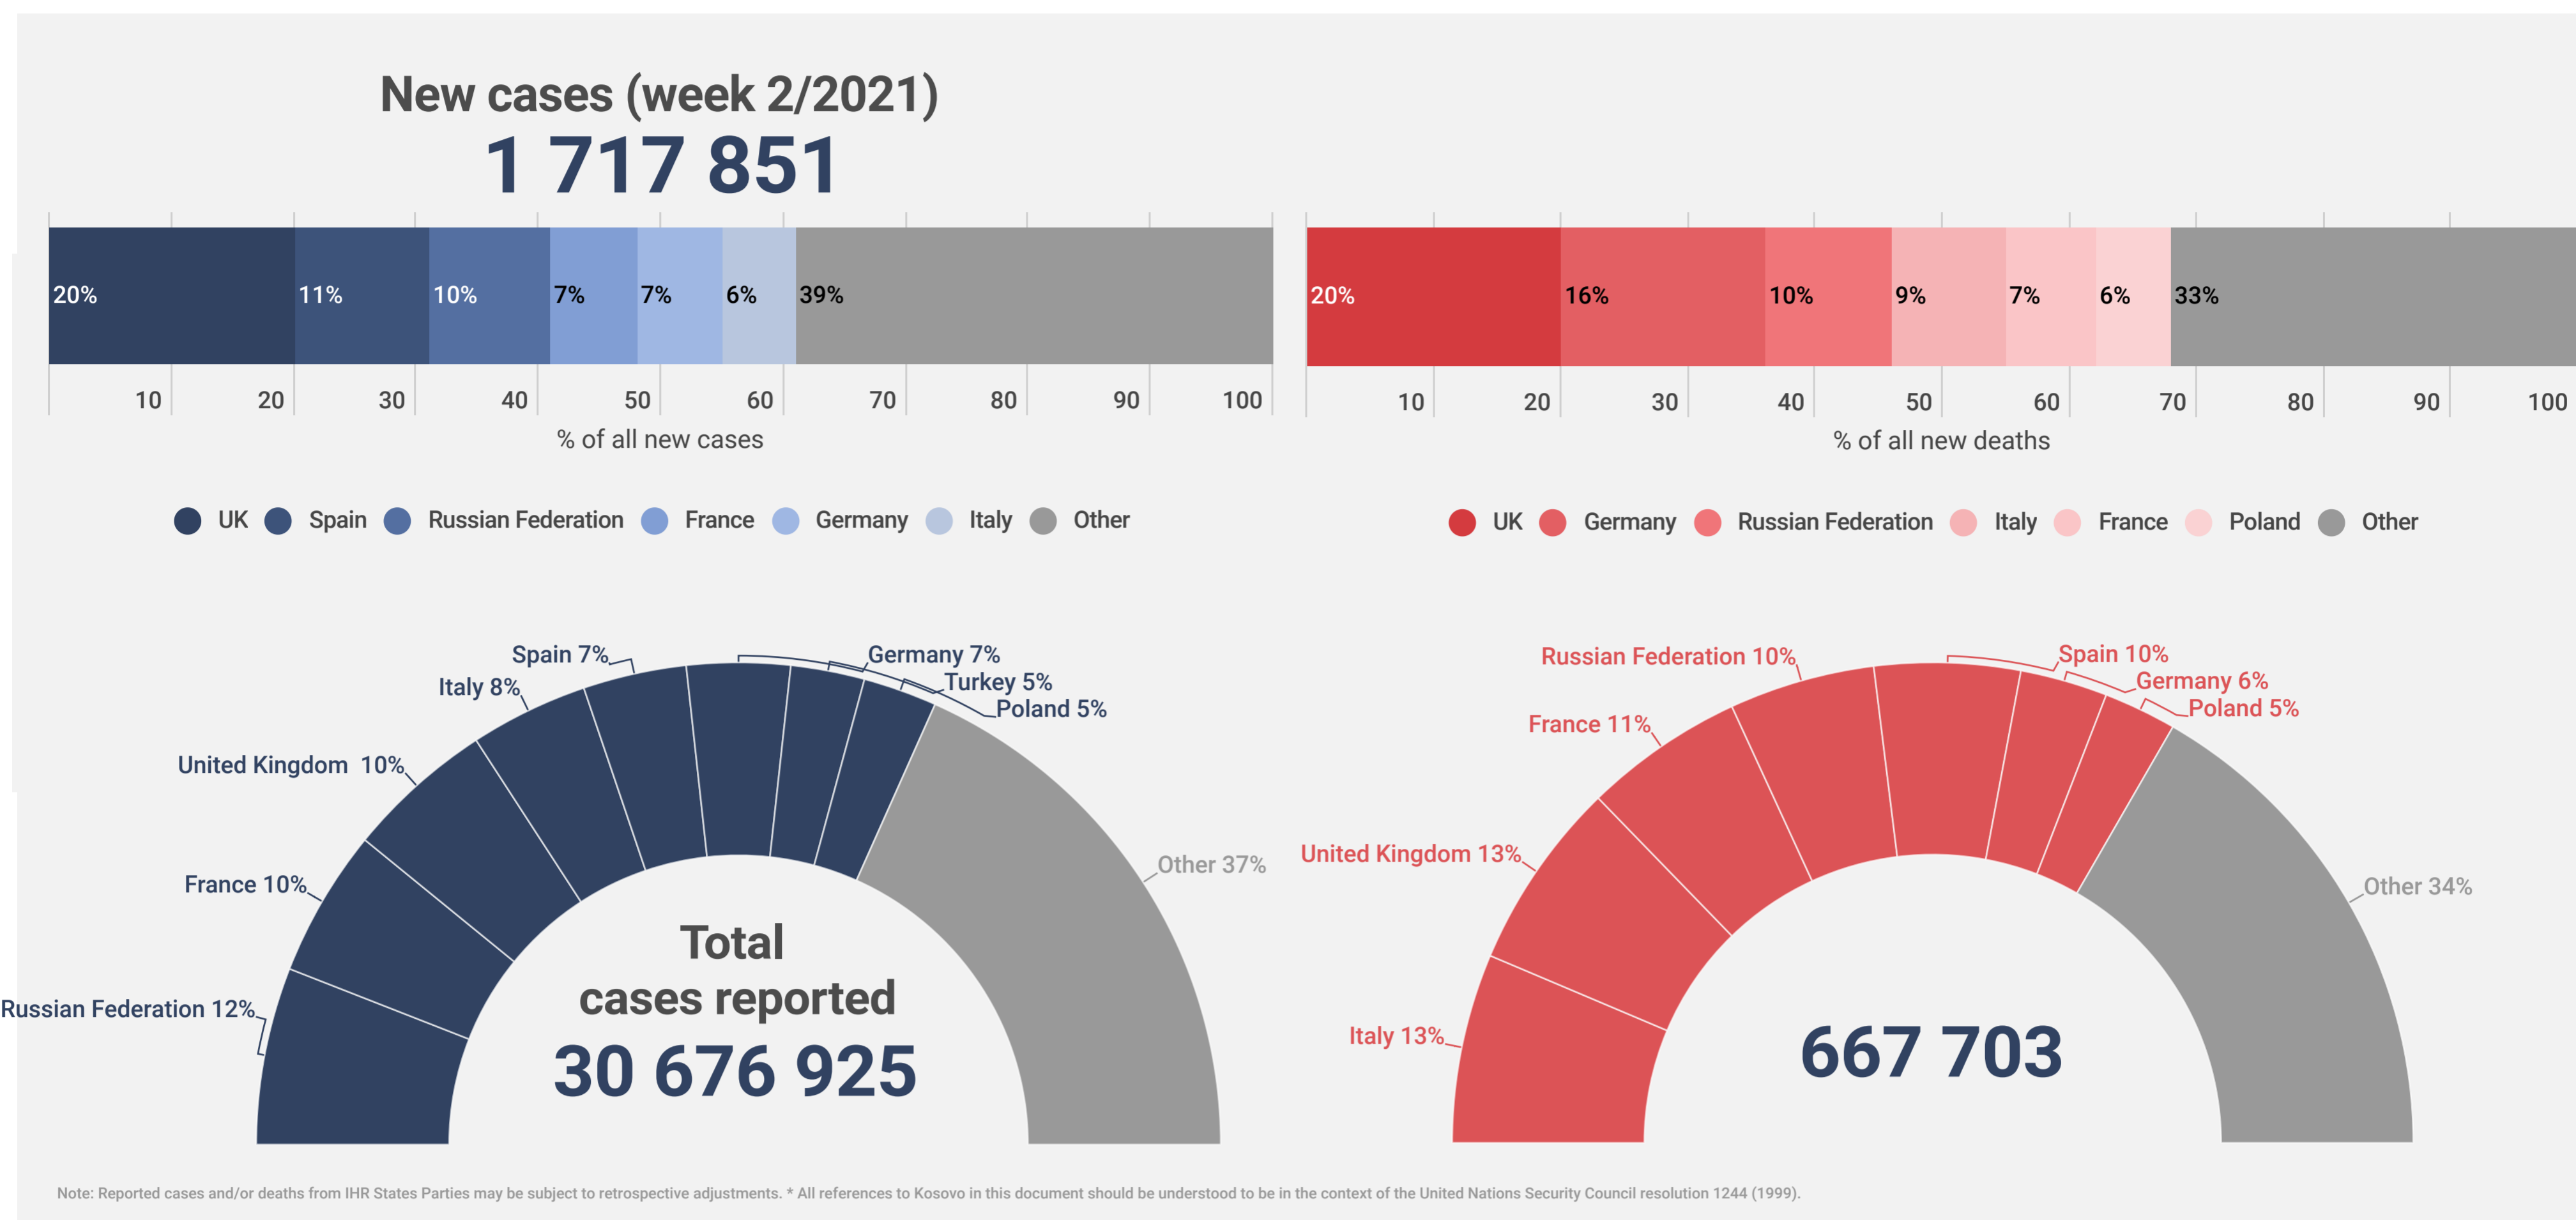 New cases (week 2/2021)
1 717 851
20% 11% 10% 7% 7% 6% 39%
10 20 30 40 50 60 70 80 90 100
% of all new cases
UK Spain Russian Federation France Germany Italy Other
20% 16% 10% 9% 7% 6% 33%
10 20 30 40 50 60 70 80 90 100
% of all new deaths
UK Germany Russian Federation Italy France Poland Other
Spain 7%
Germany 7%
Italy 8%
Turkey 5%
Poland 5%
United Kingdom 10%
France 10%
Other 37%
Russian Federation 12%
Total
cases reported
30 676 925
Russian Federation 10%
Spain 10%
Germany 6%
Poland 5%
France 11%
United Kingdom 13%
Other 34%
Italy 13%
667 703
Note: Reported cases and/or deaths from IHR States Parties may be subject to retrospective adjustments. * All references to Kosovo in this document should be understood to be in the context of the United Nations Security Council resolution 1244 (1999).